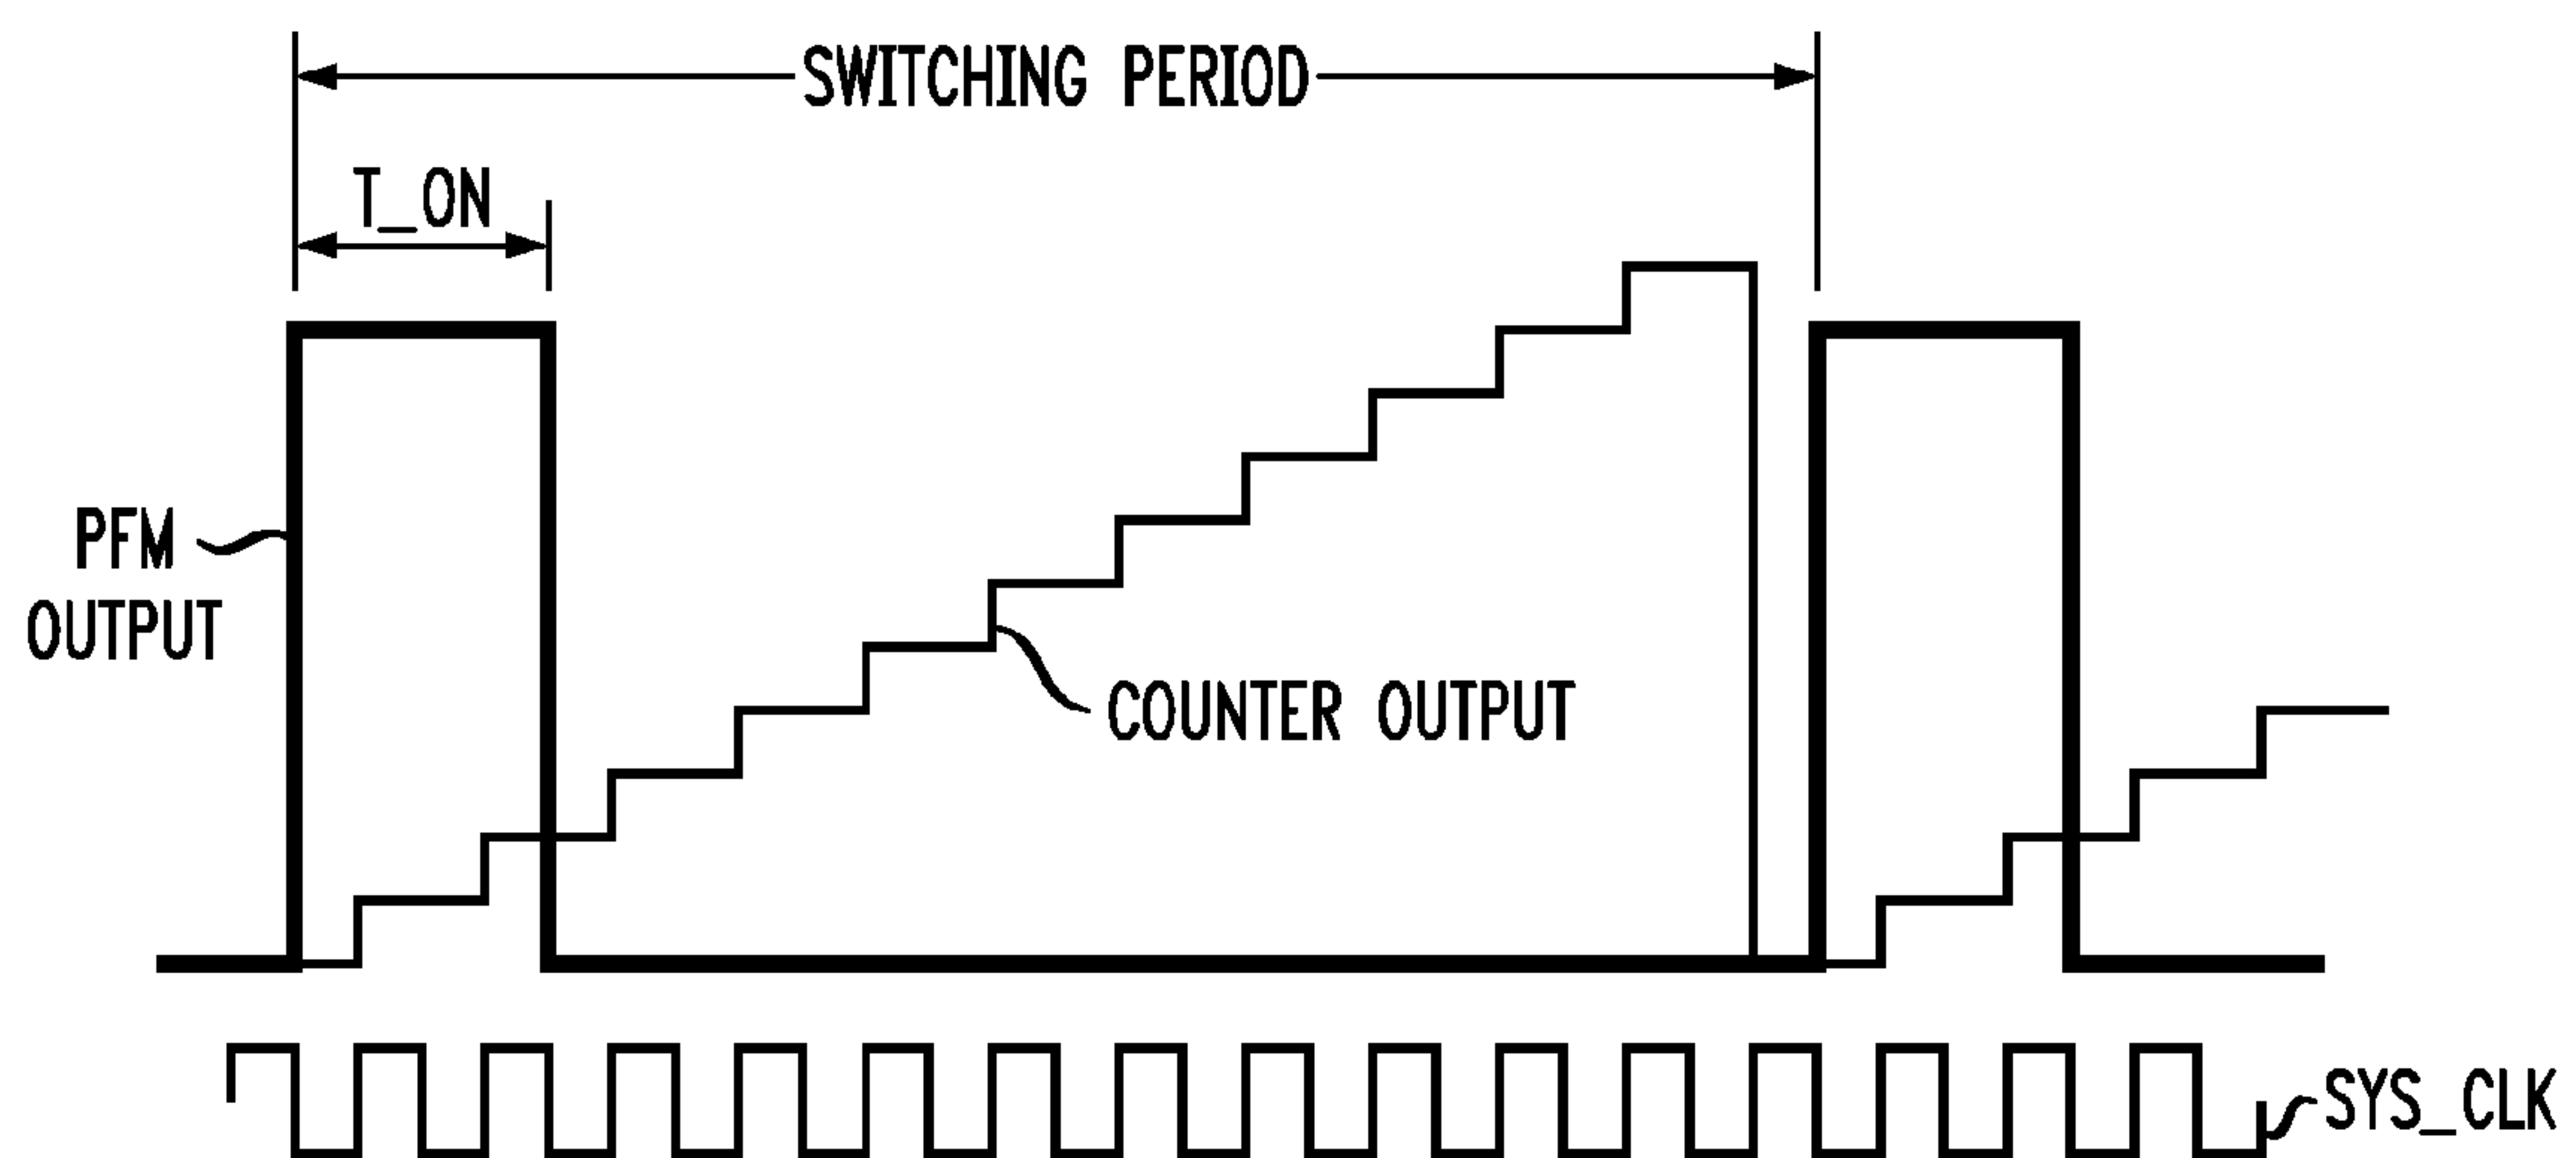 SWITCHING PERIOD
T_ON
PFM
OUTPUT
COUNTER OUTPUT
SYS_CLK